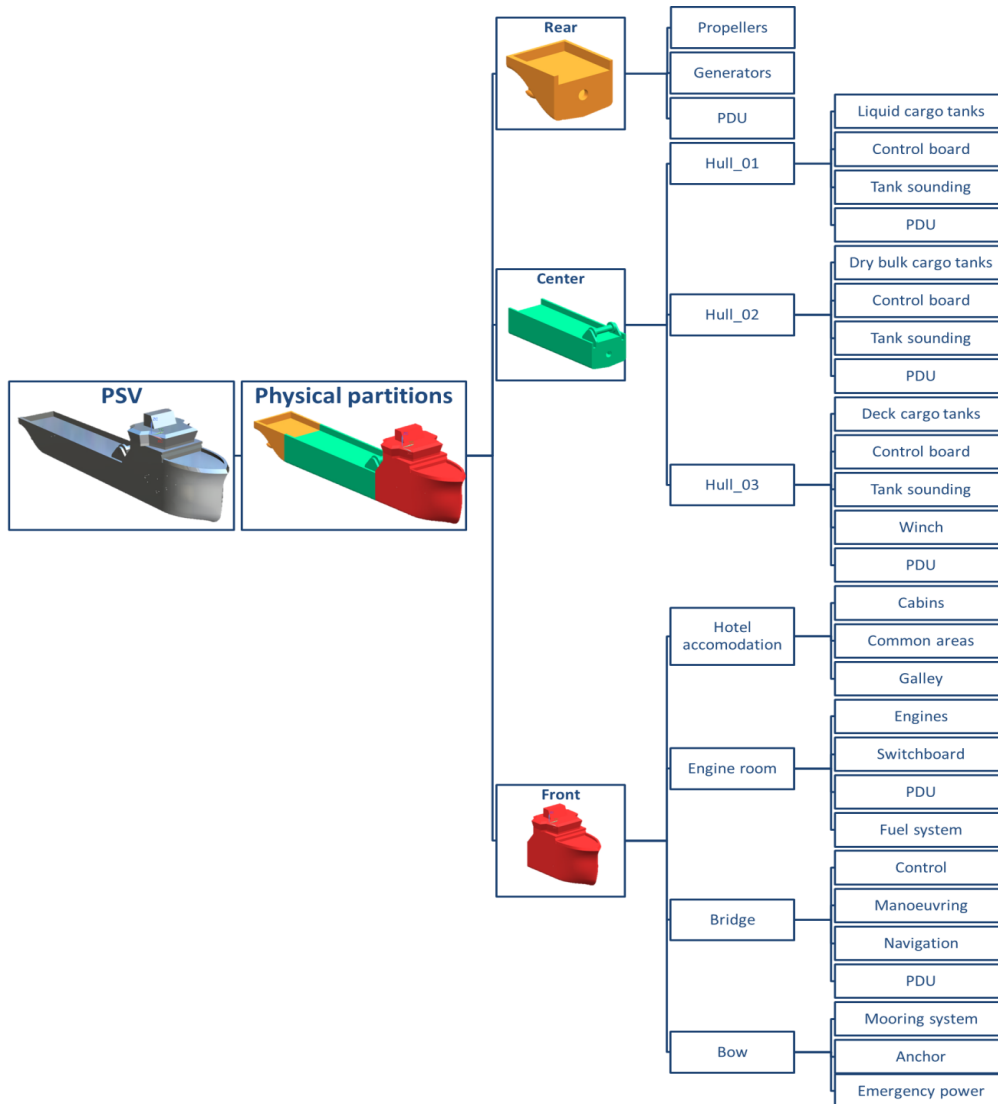 PSV
Physical partitions
Rear
Propellers
Generators
PDU
Center
Hull_01
Liquid cargo tanks
Control board
Tank sounding
PDU
Hull_02
Dry bulk cargo tanks
Control board
Tank sounding
PDU
Hull_03
Deck cargo tanks
Control board
Tank sounding
Winch
PDU
Front
Hotel
accomodation
Cabins
Common areas
Galley
Engine room
Engines
Switchboard
PDU
Fuel system
Bridge
Control
Manoeuvring
Navigation
PDU
Bow
Mooring system
Anchor
Emergency power